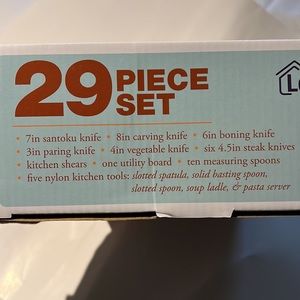 29 PIECE
SET
• 7in santoku knife • 8in carving knife • 6in boning knife
• 3in paring knife • 4in vegetable knife • six 4.5in steak knives
• kitchen shears • one utility board • ten measuring spoons
• five nylon kitchen tools: slotted spatula, solid basting spoon,
slotted spoon, soup ladle, & pasta server